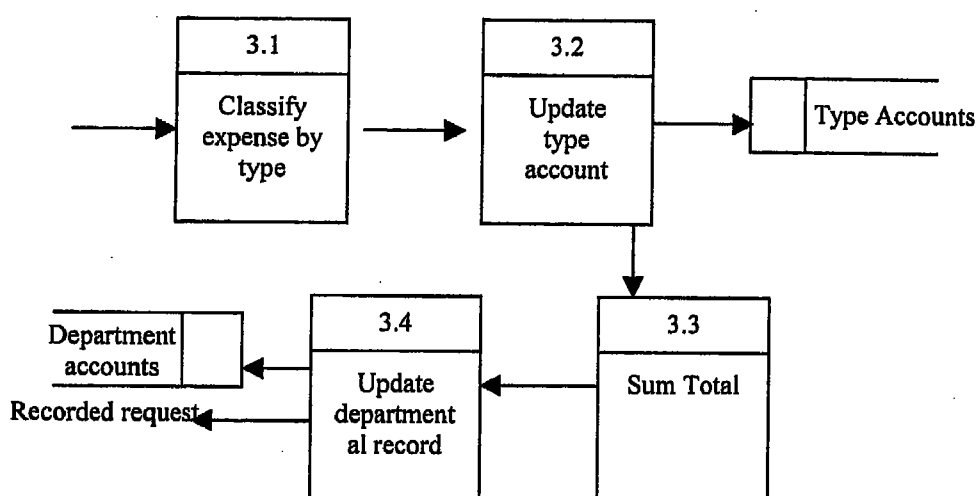 3.1
Classify
expense by
type
3.2
Update
type
account
Type Accounts
Department
accounts
Recorded request
3.4
Update
department
al record
3.3
Sum Total